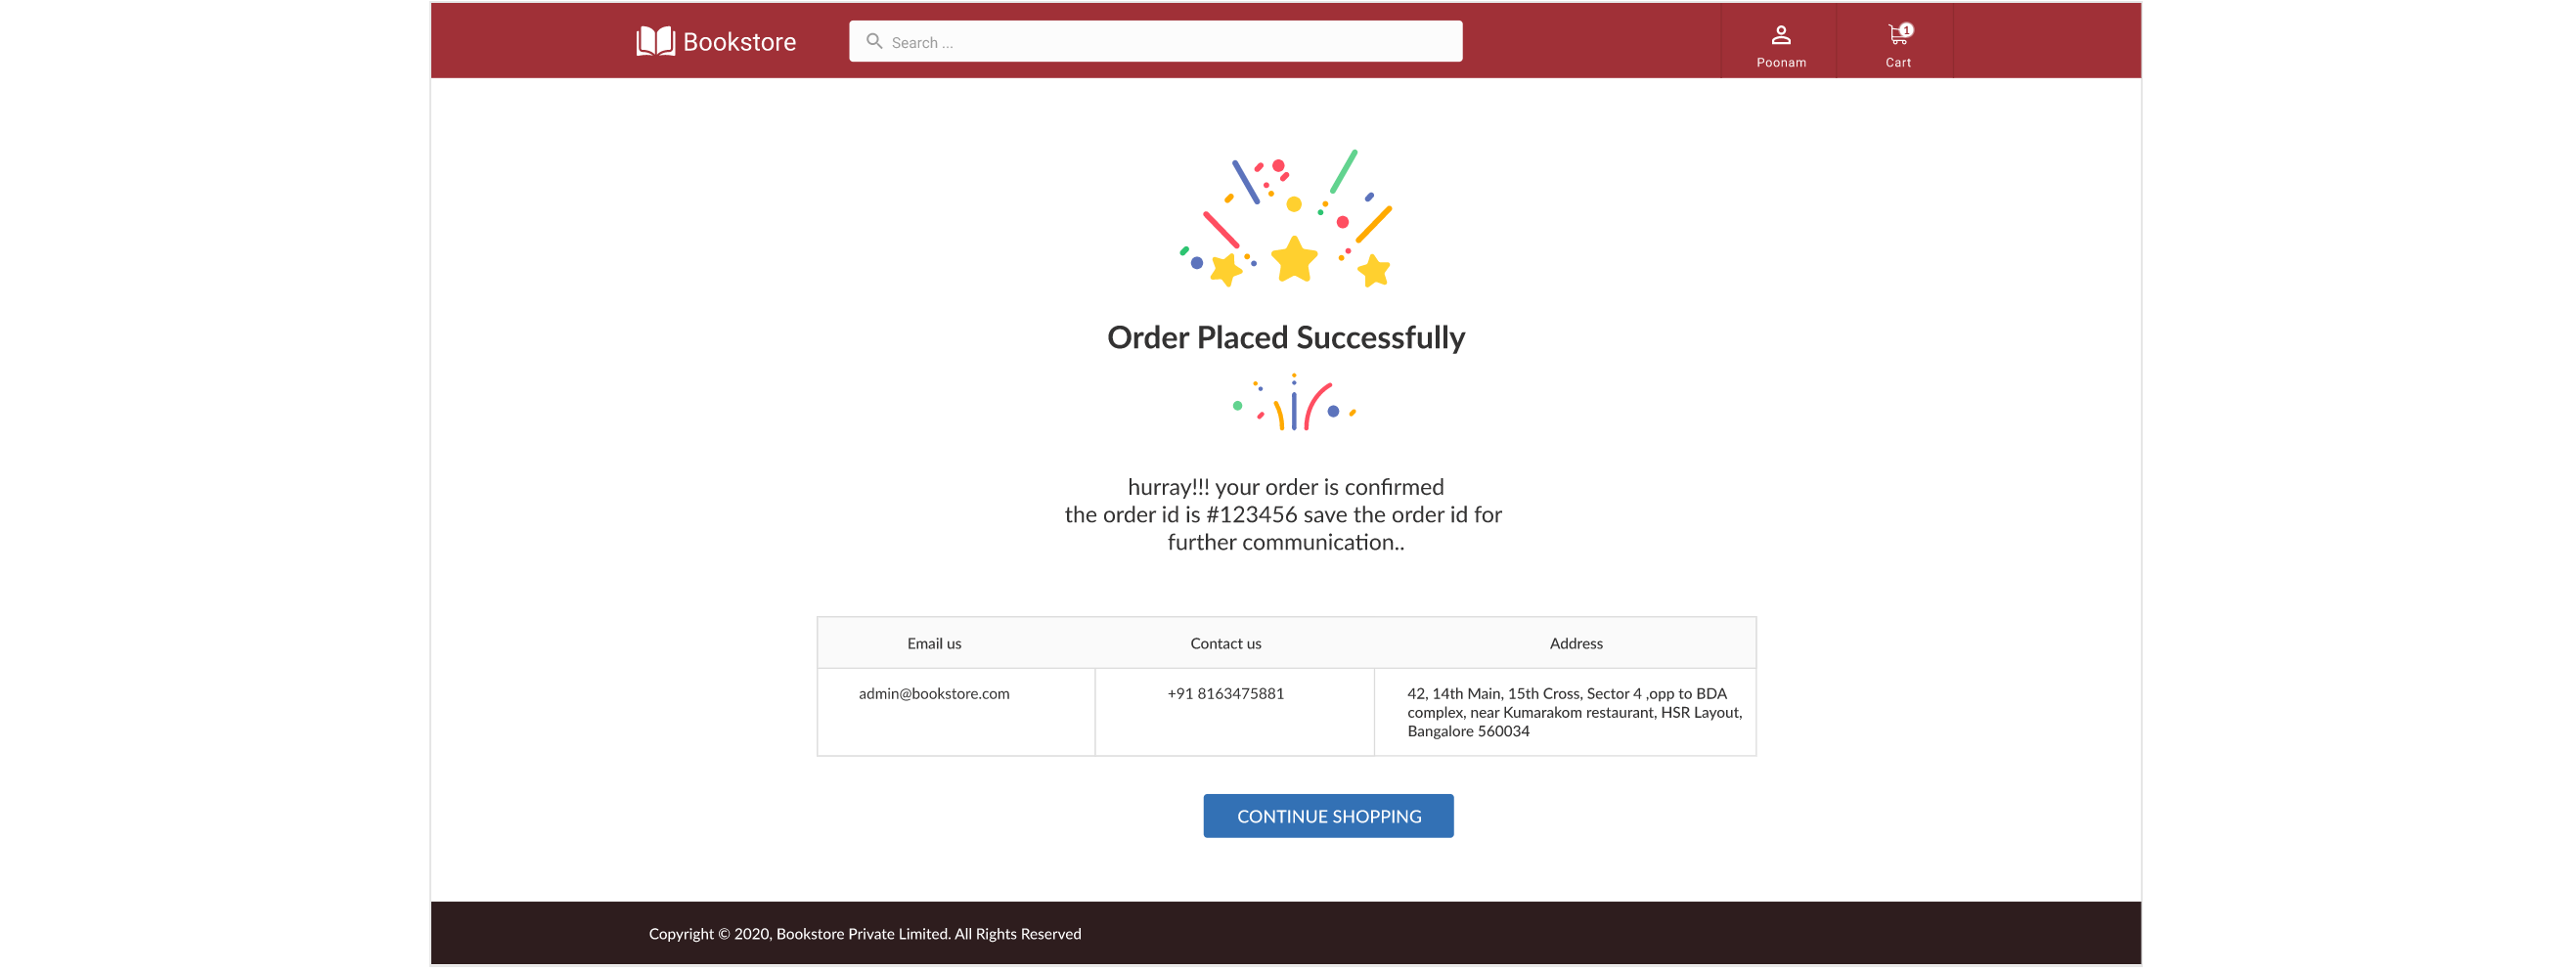 Bookstore
Search ...
1
Poonam
Cart
Order Placed Successfully
hurray!!! your order is confirmed
the order id is #123456 save the order id for
further communication..
Email us
Contact us
Address
admin@bookstore.com
+91 8163475881
42, 14th Main, 15th Cross, Sector 4 ,opp to BDA
complex, near Kumarakom restaurant, HSR Layout,
Bangalore 560034
CONTINUE SHOPPING
Copyright © 2020, Bookstore Private Limited. All Rights Reserved